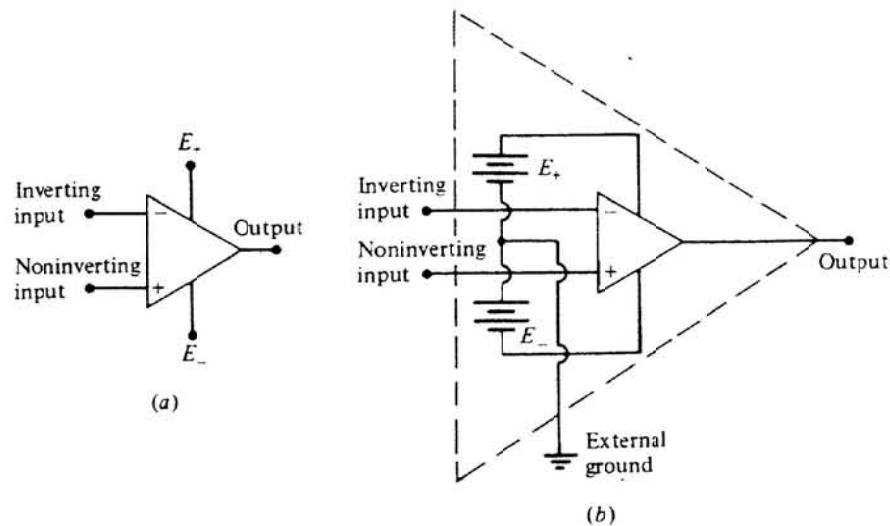 E₊
Inverting
input
−
Output
Noninverting
input
+
E₋
(a)
E₊
Inverting
input
−
Noninverting
input
+
Output
E₋
External
ground
(b)